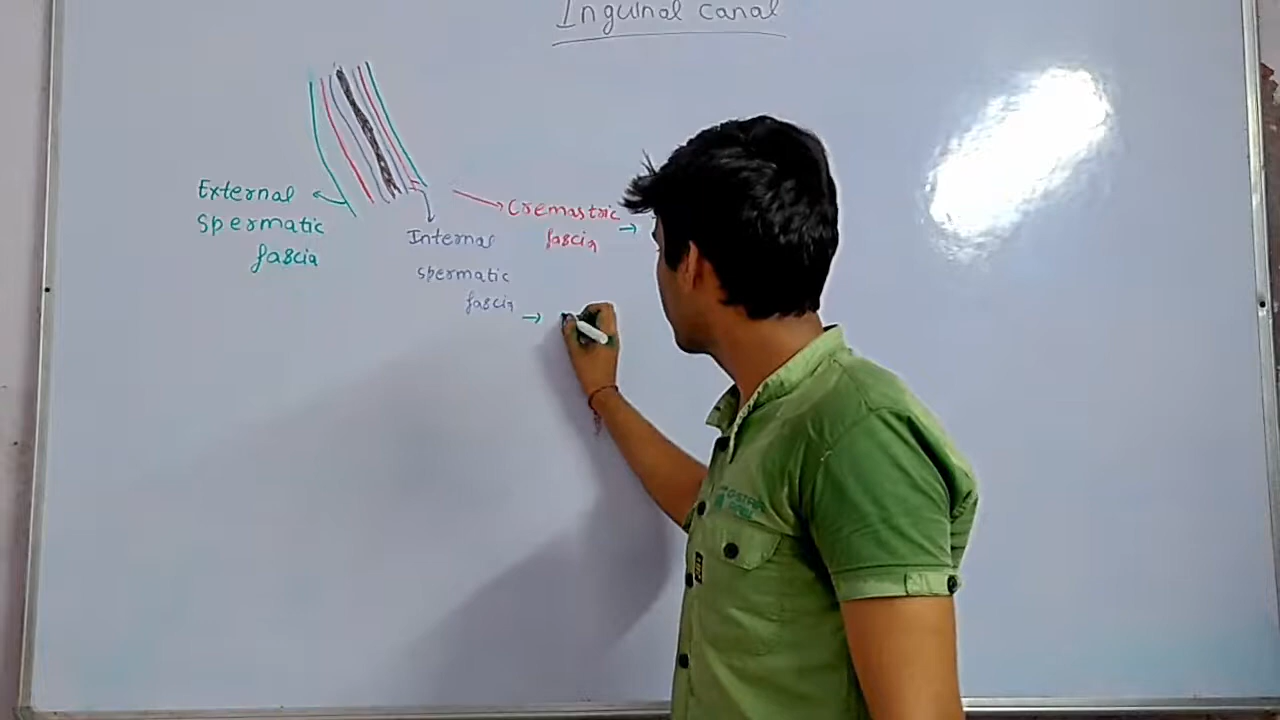 Inguinal canal
External
spermatic
fascia
Cremastric
fascia
→
Internal
spermatic
fascia →